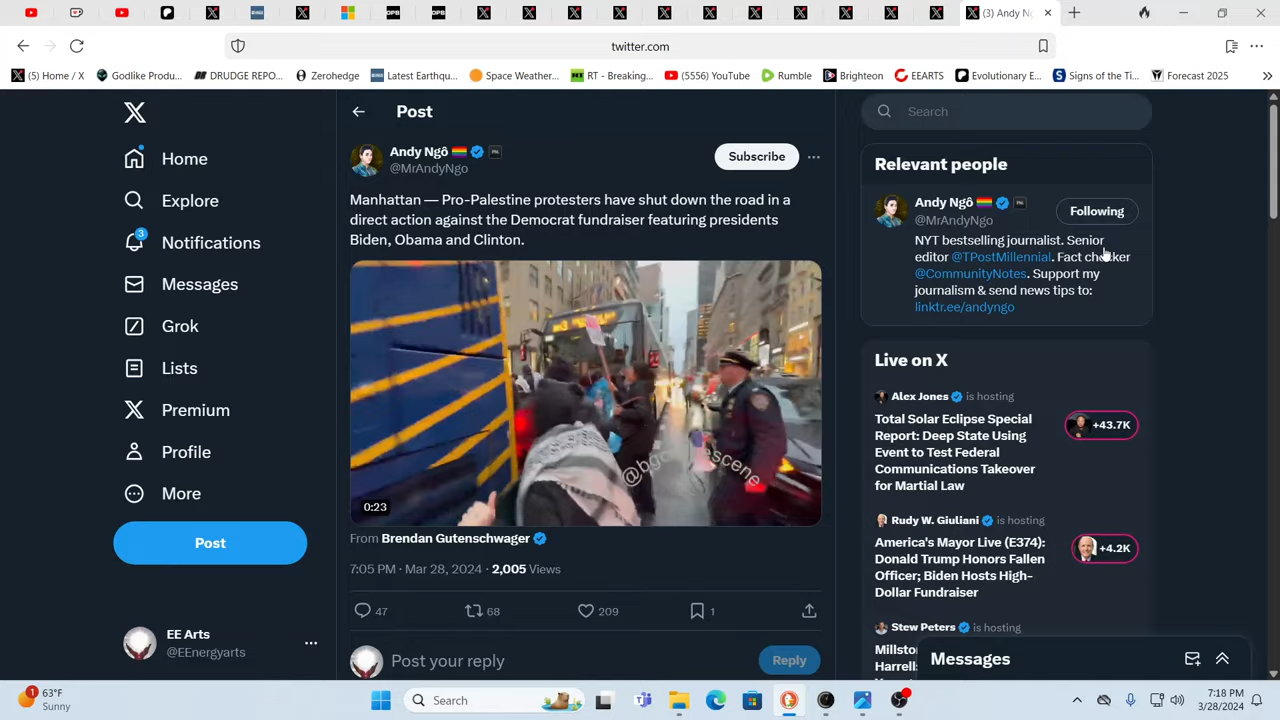 (3) Andy N
twitter.com
(5) Home / X
Godlike Produ...
DRUDGE REPO...
Zerohedge
Latest Earthqu...
Space Weather...
RT - Breaking...
(5556) YouTube
Rumble
Brighteon
EEARTS
Evolutionary E...
Signs of the Ti...
Forecast 2025
Home
Explore
3
Notifications
Messages
Grok
Lists
Premium
Profile
More
Post
EE Arts
@EEnergyarts
Post
Andy Ngô
@MrAndyNgo
Subscribe
Manhattan — Pro-Palestine protesters have shut down the road in a
direct action against the Democrat fundraiser featuring presidents
Biden, Obama and Clinton.
0:23
From Brendan Gutenschwager
7:05 PM · Mar 28, 2024 · 2,005 Views
47
68
209
1
Post your reply
Reply
Search
Relevant people
Andy Ngô
@MrAndyNgo
Following
NYT bestselling journalist. Senior
editor @TPostMillennial. Fact checker
@CommunityNotes. Support my
journalism & send news tips to:
linktr.ee/andyngo
Live on X
Alex Jones is hosting
Total Solar Eclipse Special
Report: Deep State Using
Event to Test Federal
Communications Takeover
for Martial Law
+43.7K
Rudy W. Giuliani is hosting
America's Mayor Live (E374):
Donald Trump Honors Fallen
Officer; Biden Hosts High-
Dollar Fundraiser
+4.2K
Stew Peters is hosting
Messages
1
63°F
Sunny
Search
7:18 PM
3/28/2024